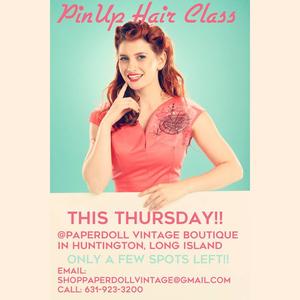 PinUp Hair Class
THIS THURSDAY!!
@PAPERDOLL VINTAGE BOUTIQUE
IN HUNTINGTON, LONG ISLAND
ONLY A FEW SPOTS LEFT!!
EMAIL:
SHOPPAPERDOLLVINTAGE@GMAIL.COM
CALL: 631-923-3200